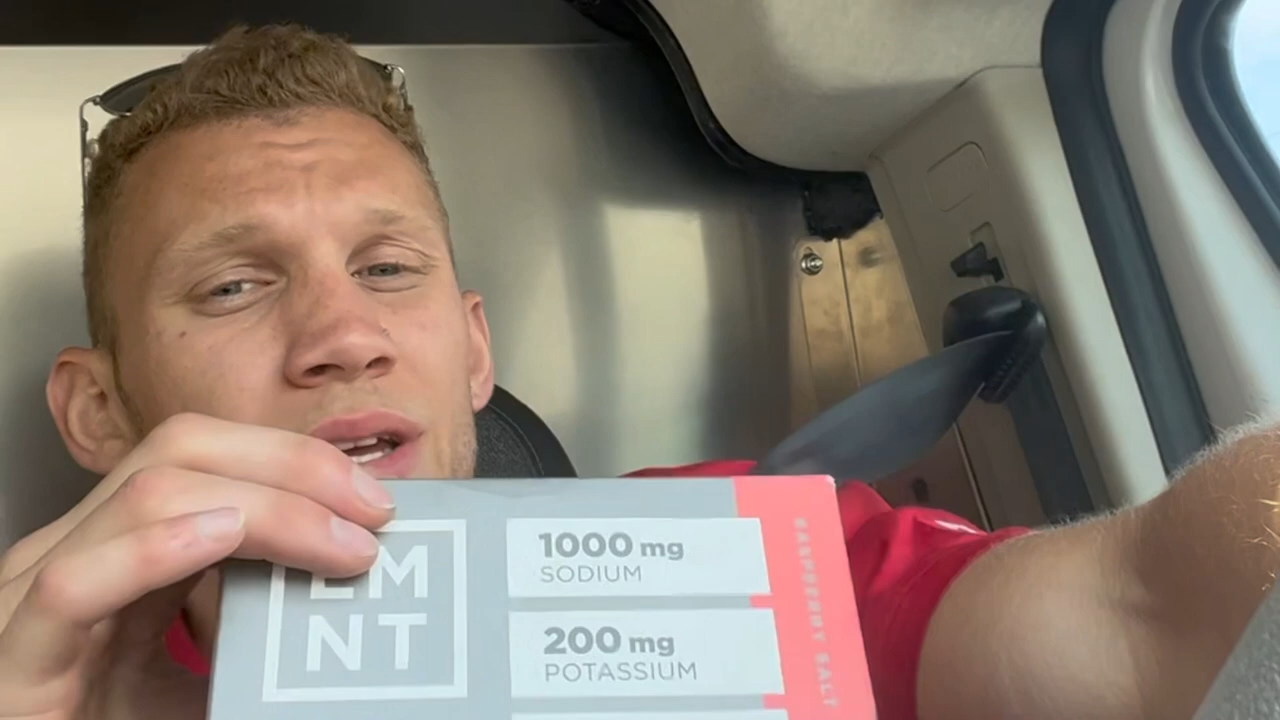 LM
NT
1000 mg
SODIUM
200 mg
POTASSIUM
RASPBERRY SALT